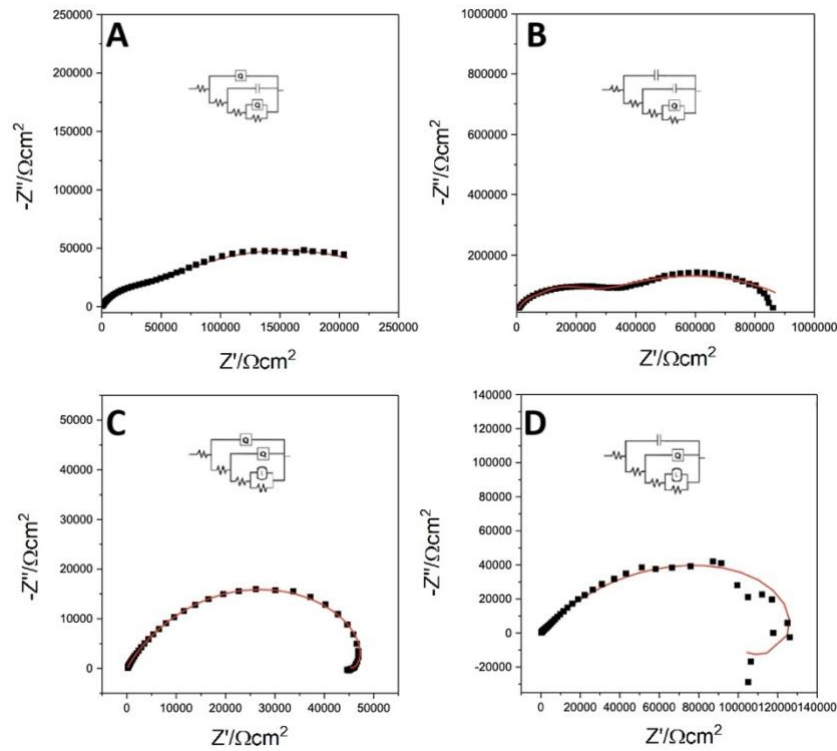 A
250000
200000
150000
100000
50000
0
-Z"/Ωcm²
Q
Q
0 50000 100000 150000 200000 250000
Z'/Ωcm²
B
1000000
800000
600000
400000
200000
-Z"/Ωcm²
Q
0 200000 400000 600000 800000 1000000
Z'/Ωcm²
C
50000
40000
30000
20000
10000
0
-Z"/Ωcm²
Q
Q
0 10000 20000 30000 40000 50000
Z'/Ωcm²
D
140000
120000
100000
80000
60000
40000
20000
0
-20000
-Z"/Ωcm²
Q
0 20000 40000 60000 80000 100000 120000 140000
Z'/Ωcm²